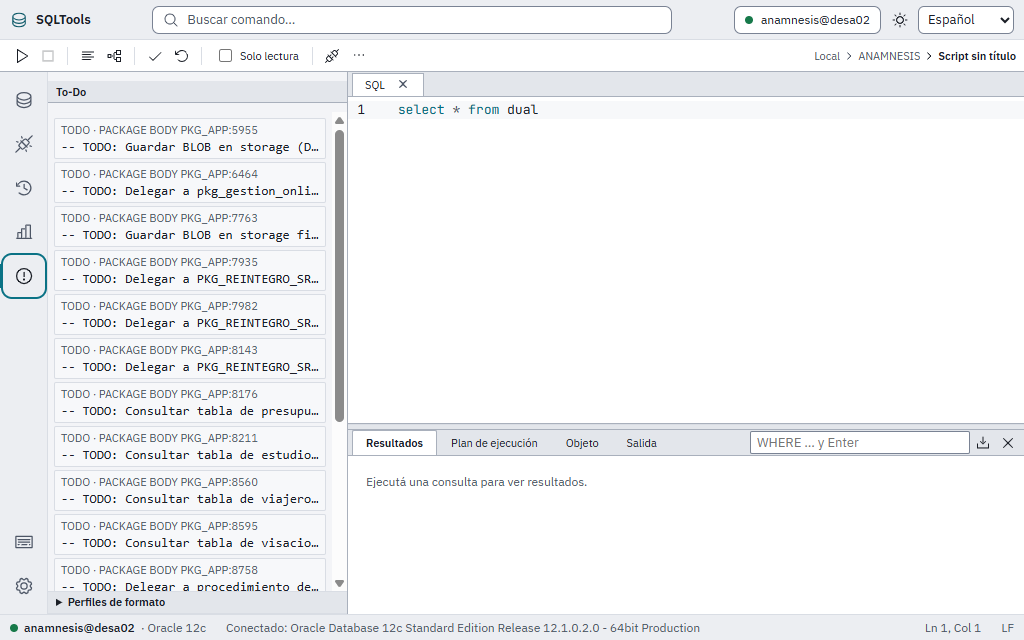 SQLTools
Buscar comando...
anamnesis@desa02
Español
Solo lectura
Local > ANAMNESIS > Script sin título
To-Do
TODO · PACKAGE BODY PKG_APP:5955
-- TODO: Guardar BLOB en storage (D…
TODO · PACKAGE BODY PKG_APP:6464
-- TODO: Delegar a pkg_gestion_onli…
TODO · PACKAGE BODY PKG_APP:7763
-- TODO: Guardar BLOB en storage fi…
TODO · PACKAGE BODY PKG_APP:7935
-- TODO: Delegar a PKG_REINTEGRO_SR…
TODO · PACKAGE BODY PKG_APP:7982
-- TODO: Delegar a PKG_REINTEGRO_SR…
TODO · PACKAGE BODY PKG_APP:8143
-- TODO: Delegar a PKG_REINTEGRO_SR…
TODO · PACKAGE BODY PKG_APP:8176
-- TODO: Consultar tabla de presupu…
TODO · PACKAGE BODY PKG_APP:8211
-- TODO: Consultar tabla de estudio…
TODO · PACKAGE BODY PKG_APP:8560
-- TODO: Consultar tabla de viajero…
TODO · PACKAGE BODY PKG_APP:8595
-- TODO: Consultar tabla de visacio…
TODO · PACKAGE BODY PKG_APP:8758
-- TODO: Delegar a procedimiento de…
Perfiles de formato
SQL
1 select * from dual
Resultados Plan de ejecución Objeto Salida WHERE ... y Enter
Ejecutá una consulta para ver resultados.
anamnesis@desa02 · Oracle 12c Conectado: Oracle Database 12c Standard Edition Release 12.1.0.2.0 - 64bit Production Ln 1, Col 1 LF